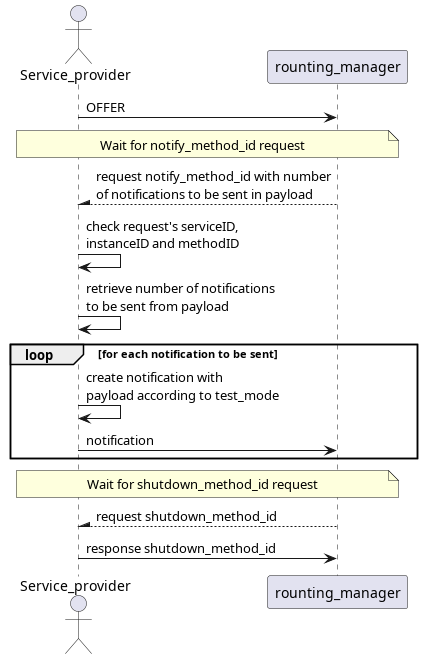 Service_provider
rounting_manager
OFFER
Wait for notify_method_id request
request notify_method_id with number
of notifications to be sent in payload
check request's serviceID,
instanceID and methodID
retrieve number of notifications
to be sent from payload
loop [for each notification to be sent]
create notification with
payload according to test_mode
notification
Wait for shutdown_method_id request
request shutdown_method_id
response shutdown_method_id
Service_provider
rounting_manager